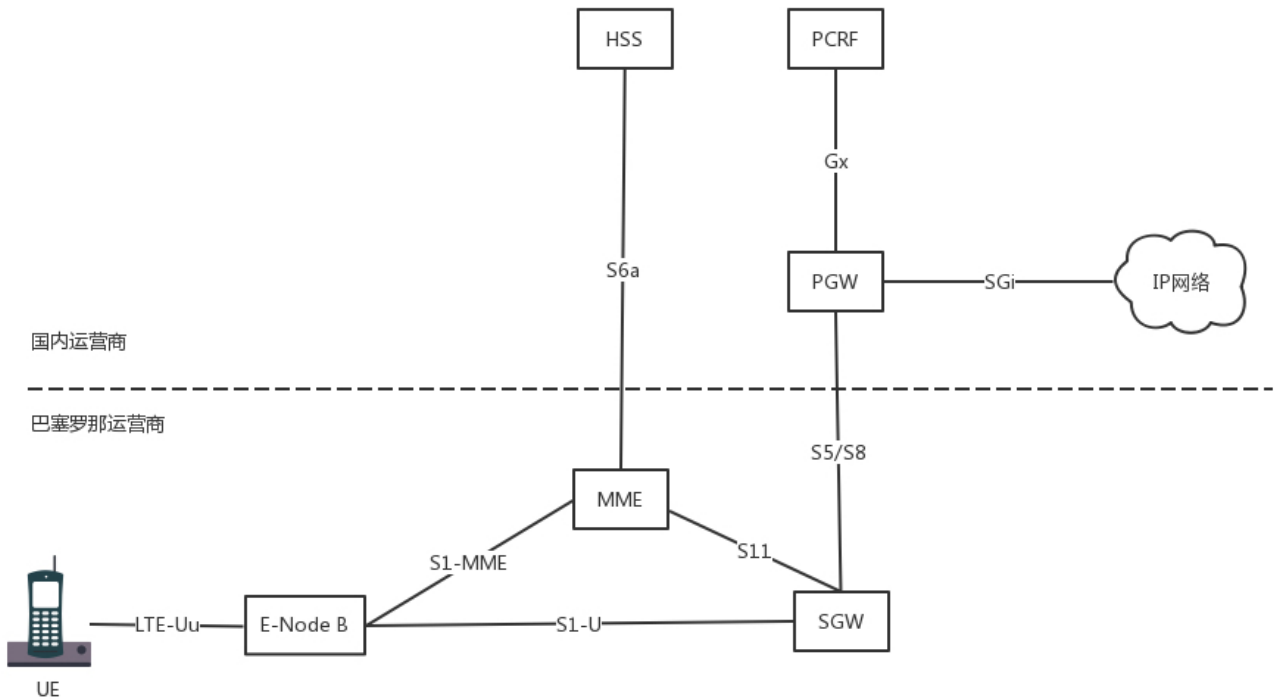 HSS
PCRF
Gx
S6a
PGW
SGi
IP网络
国内运营商
巴塞罗那运营商
S5/S8
MME
S1-MME
S11
LTE-Uu
E-Node B
S1-U
SGW
UE